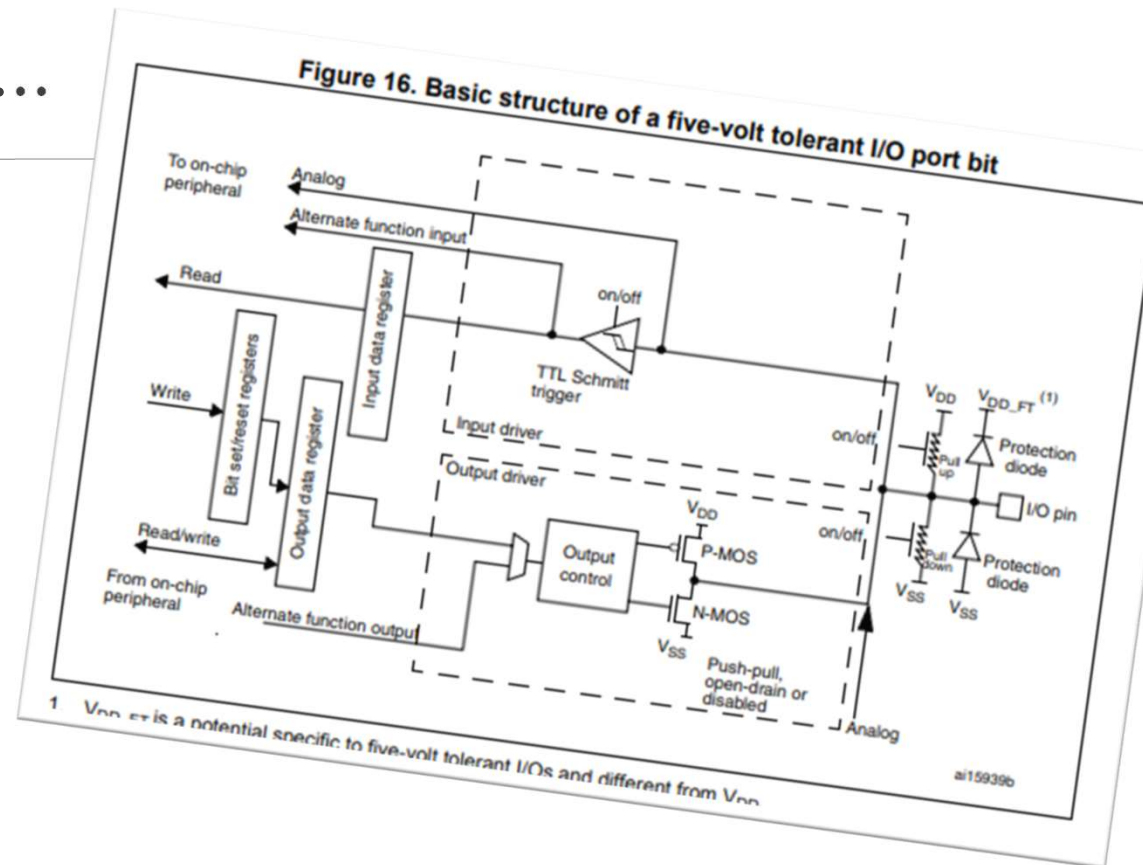 ...
Figure 16. Basic structure of a five-volt tolerant I/O port bit
To on-chip
peripheral
Analog
Alternate function input
Read
on/off
Input data register
TTL Schmitt
trigger
Write
Bit set/reset registers
Output data register
Input driver
Output driver
on/off
VDD
VDD_FT (1)
Pull
up
Protection
diode
I/O pin
on/off
Pull
down
Protection
diode
VSS
VSS
Read/write
From on-chip
peripheral
Alternate function output
Output
control
VDD
P-MOS
N-MOS
VSS
Push-pull,
open-drain or
disabled
Analog
ai15939b
1 VDD_FT is a potential specific to five-volt tolerant I/Os and different from VDD